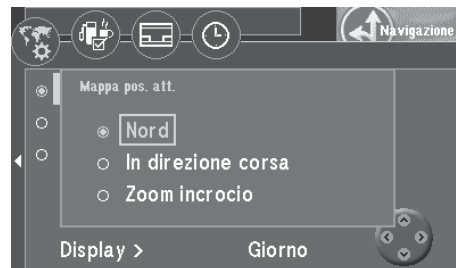 Navigazione
Mappa pos. att.
Nord
In direzione corsa
Zoom incrocio
Display > Giorno